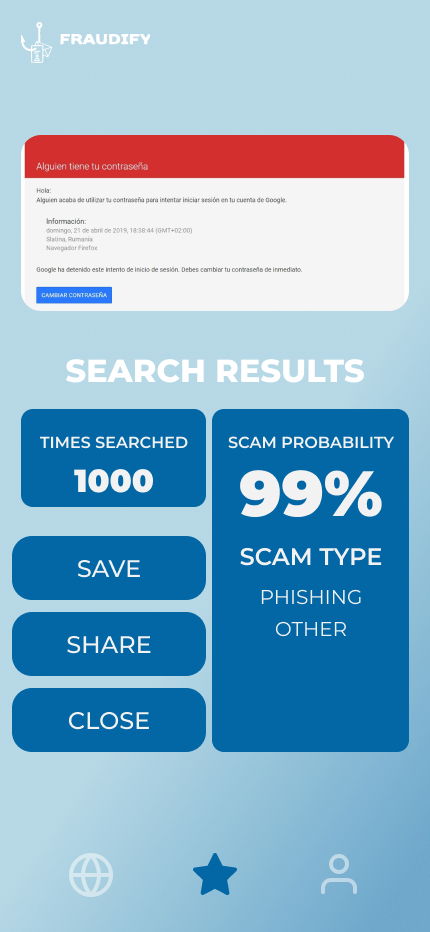 FRAUDIFY
Alguien tiene tu contraseña
Hola:
Alguien acaba de utilizar tu contraseña para intentar iniciar sesión en tu cuenta de Google.
Información:
domingo, 21 de abril de 2019, 18:38:44 (GMT+02:00)
Slatina, Rumanía
Navegador Firefox
Google ha detenido este intento de inicio de sesión. Debes cambiar tu contraseña de inmediato.
CAMBIAR CONTRASEÑA
SEARCH RESULTS
TIMES SEARCHED
1000
SAVE
SHARE
CLOSE
SCAM PROBABILITY
99%
SCAM TYPE
PHISHING
OTHER